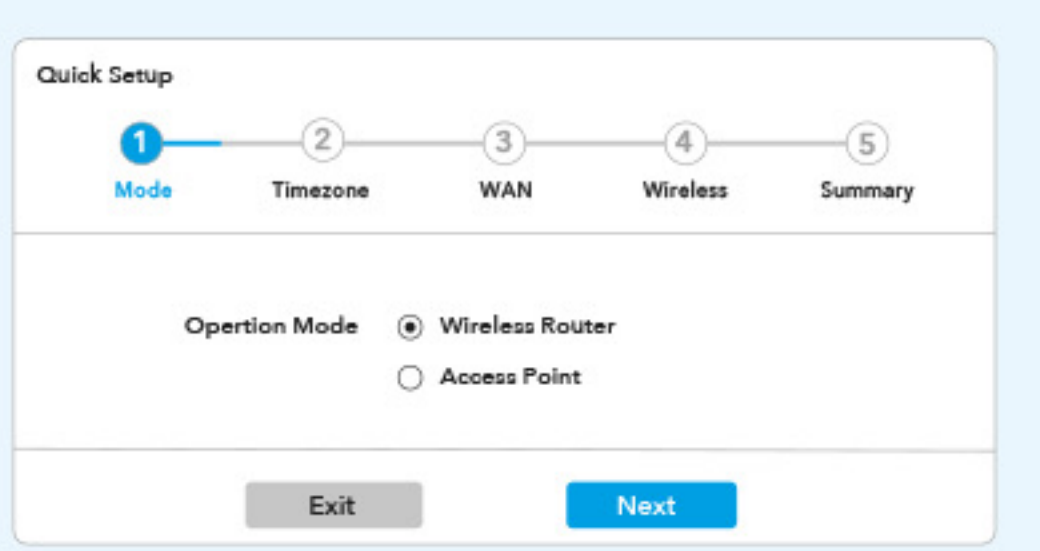 Quick Setup
1 2 3 4 5
Mode Timezone WAN Wireless Summary
Opertion Mode Wireless Router
Access Point
Exit Next